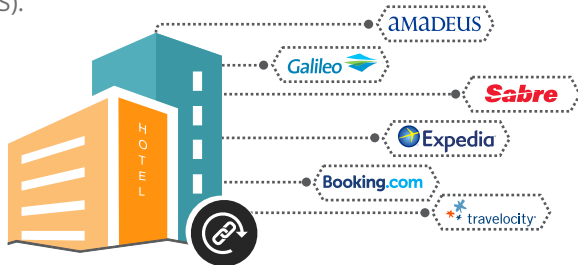 S).
amadeus
Galileo
Sabre
HOTEL
Expedia
Booking.com
travelocity